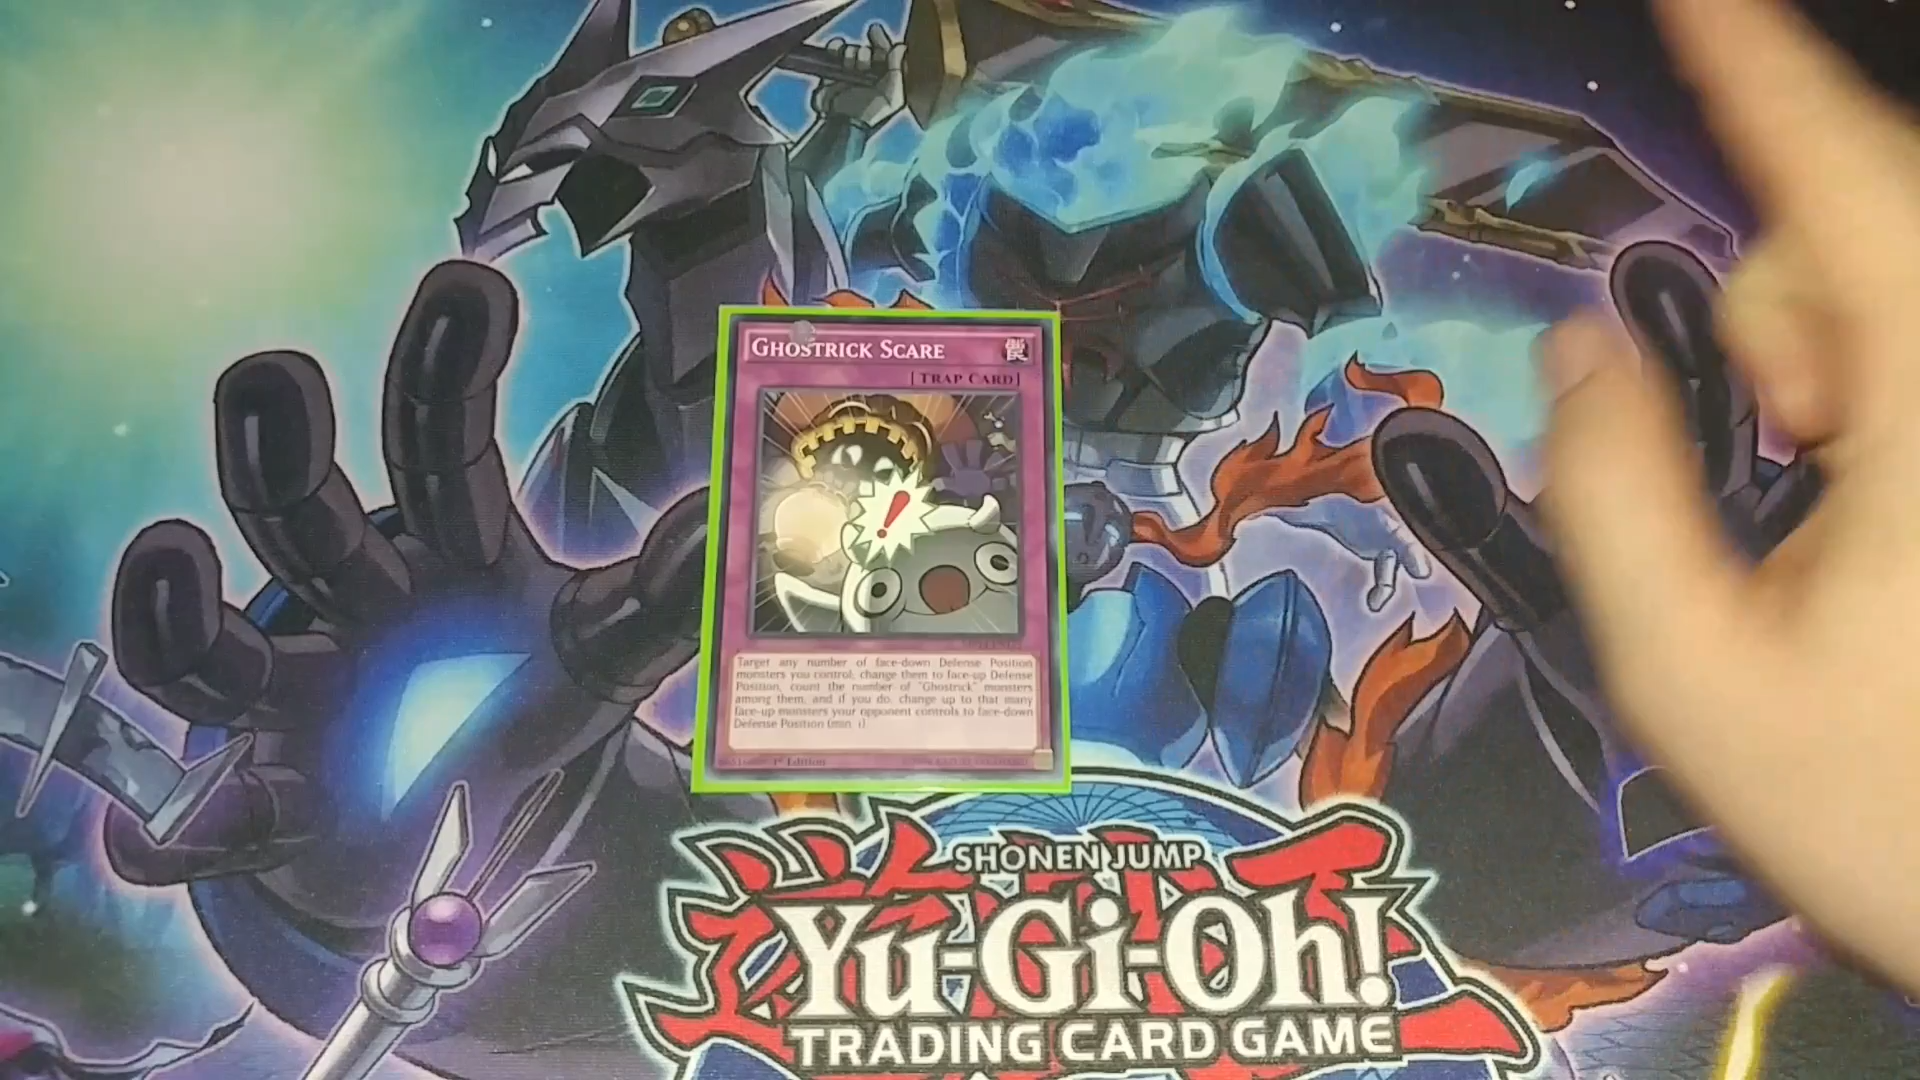 GHOSTRICK SCARE
罠
[TRAP CARD]
Target any number of face-down Defense Position
monsters you control; change them to face-up Defense
Position, count the number of "Ghostrick" monsters
among them, and if you do, change up to that many
face-up monsters your opponent controls to face-down
Defense Position (min. 1).
1st Edition
SHONEN JUMP
Yu-Gi-Oh!
TRADING CARD GAME